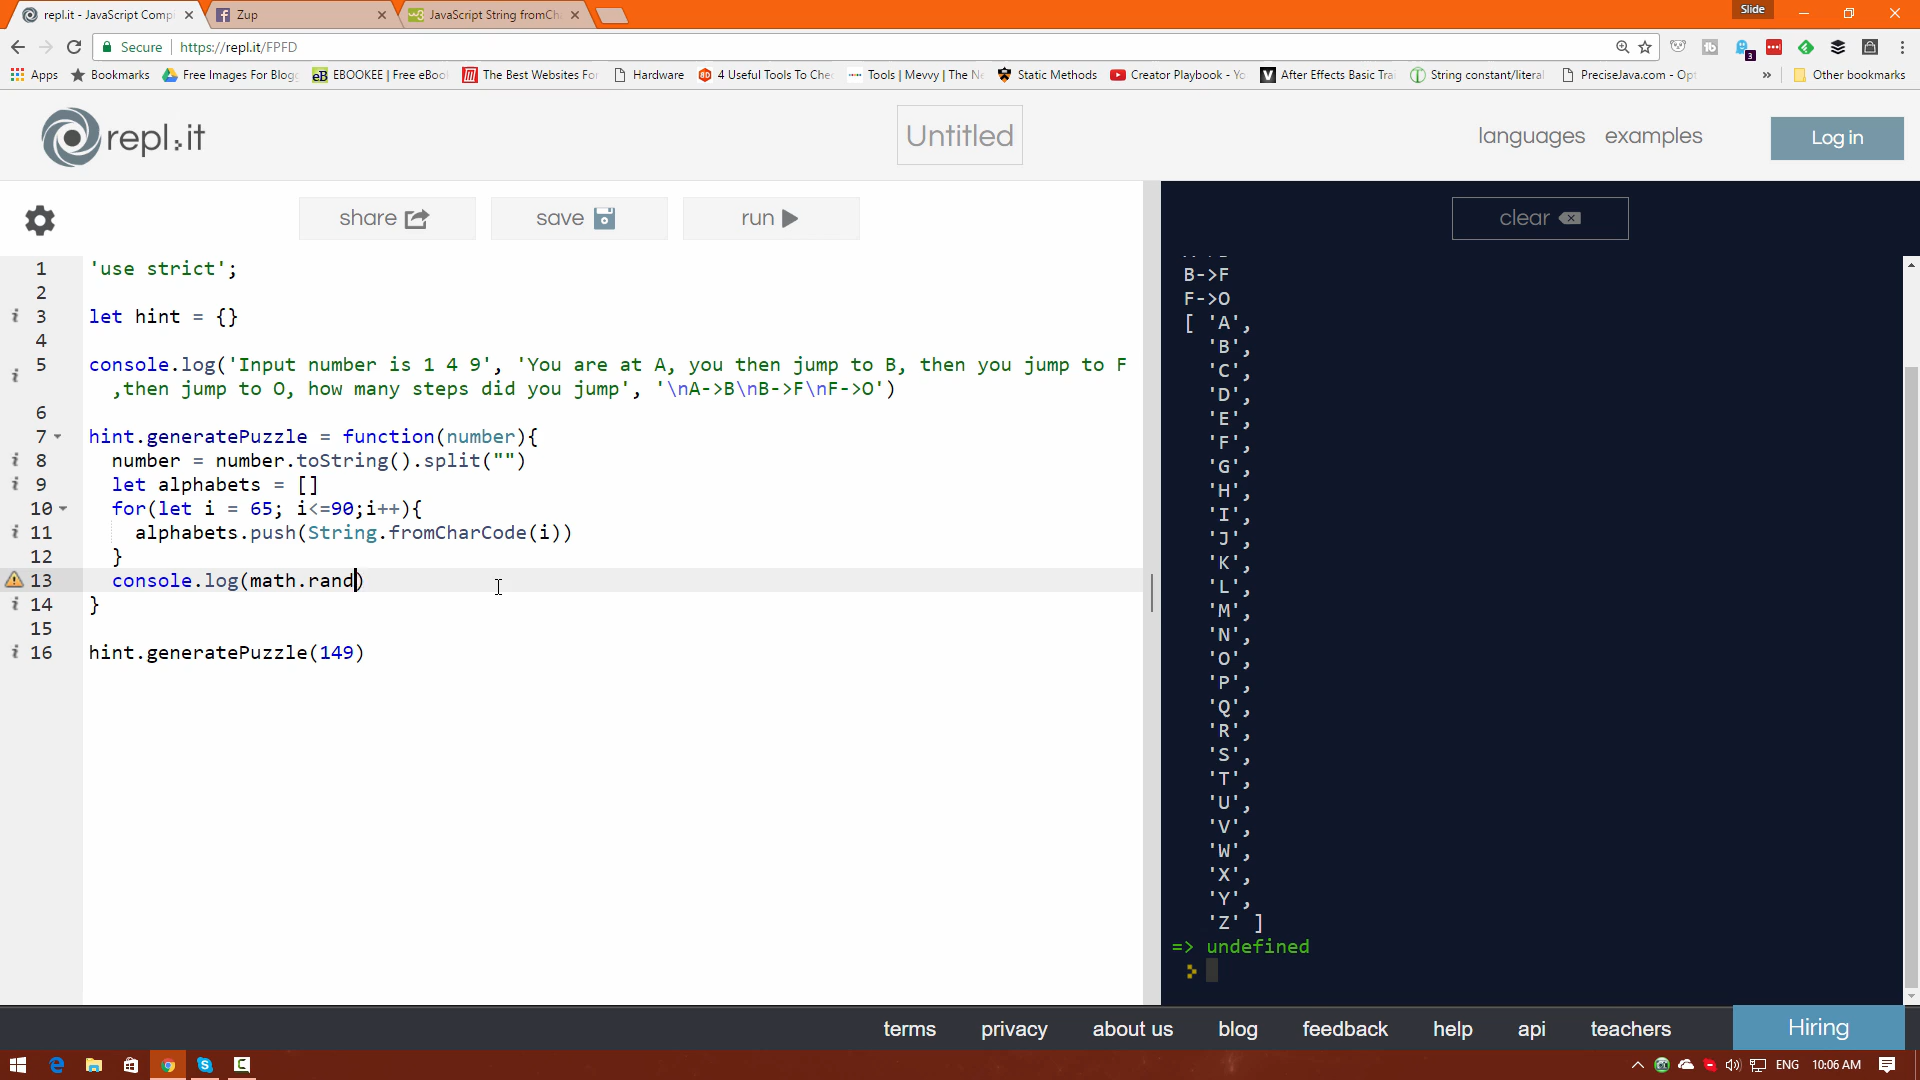 Slide
repl.it - JavaScript Comp
Zup
JavaScript String fromCh
Secure
https://repl.it/FPFD
3
Apps
Bookmarks
Free Images For Blog
EBOOKEE | Free eBoo
The Best Websites For
Hardware
4 Useful Tools To Che
Tools | Mevvy | The Ne
Static Methods
Creator Playbook - Yo
After Effects Basic Trai
String constant/literal
PreciseJava.com - Opt
»
Other bookmarks
repl.it
Untitled
languages
examples
Log in
share
save
run
clear
1 'use strict';
2
3 let hint = {}
4
5 console.log('Input number is 1 4 9', 'You are at A, you then jump to B, then you jump to F
,then jump to O, how many steps did you jump', '\nA->B\nB->F\nF->O')
6
7 hint.generatePuzzle = function(number){
8 number = number.toString().split("")
9 let alphabets = []
10 for(let i = 65; i<=90;i++){
11 alphabets.push(String.fromCharCode(i))
12 }
13 console.log(math.rand)
14 }
15
16 hint.generatePuzzle(149)
B->F
F->O
[ 'A',
'B',
'C',
'D',
'E',
'F',
'G',
'H',
'I',
'J',
'K',
'L',
'M',
'N',
'O',
'P',
'Q',
'R',
'S',
'T',
'U',
'V',
'W',
'X',
'Y',
'Z' ]
=> undefined
terms
privacy
about us
blog
feedback
help
api
teachers
Hiring
ENG
10:06 AM